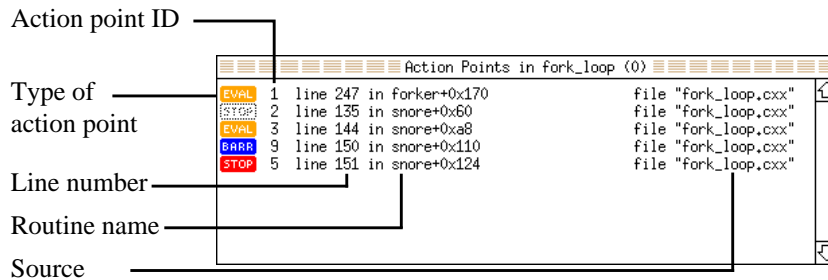 Action point ID
Action Points in fork_loop (0)
Type of
action point
EVAL 1 line 247 in forker+0x170 file "fork_loop.cxx"
STOP 2 line 135 in snore+0x60 file "fork_loop.cxx"
EVAL 3 line 144 in snore+0xa8 file "fork_loop.cxx"
BARR 9 line 150 in snore+0x110 file "fork_loop.cxx"
STOP 5 line 151 in snore+0x124 file "fork_loop.cxx"
Line number
Routine name
Source